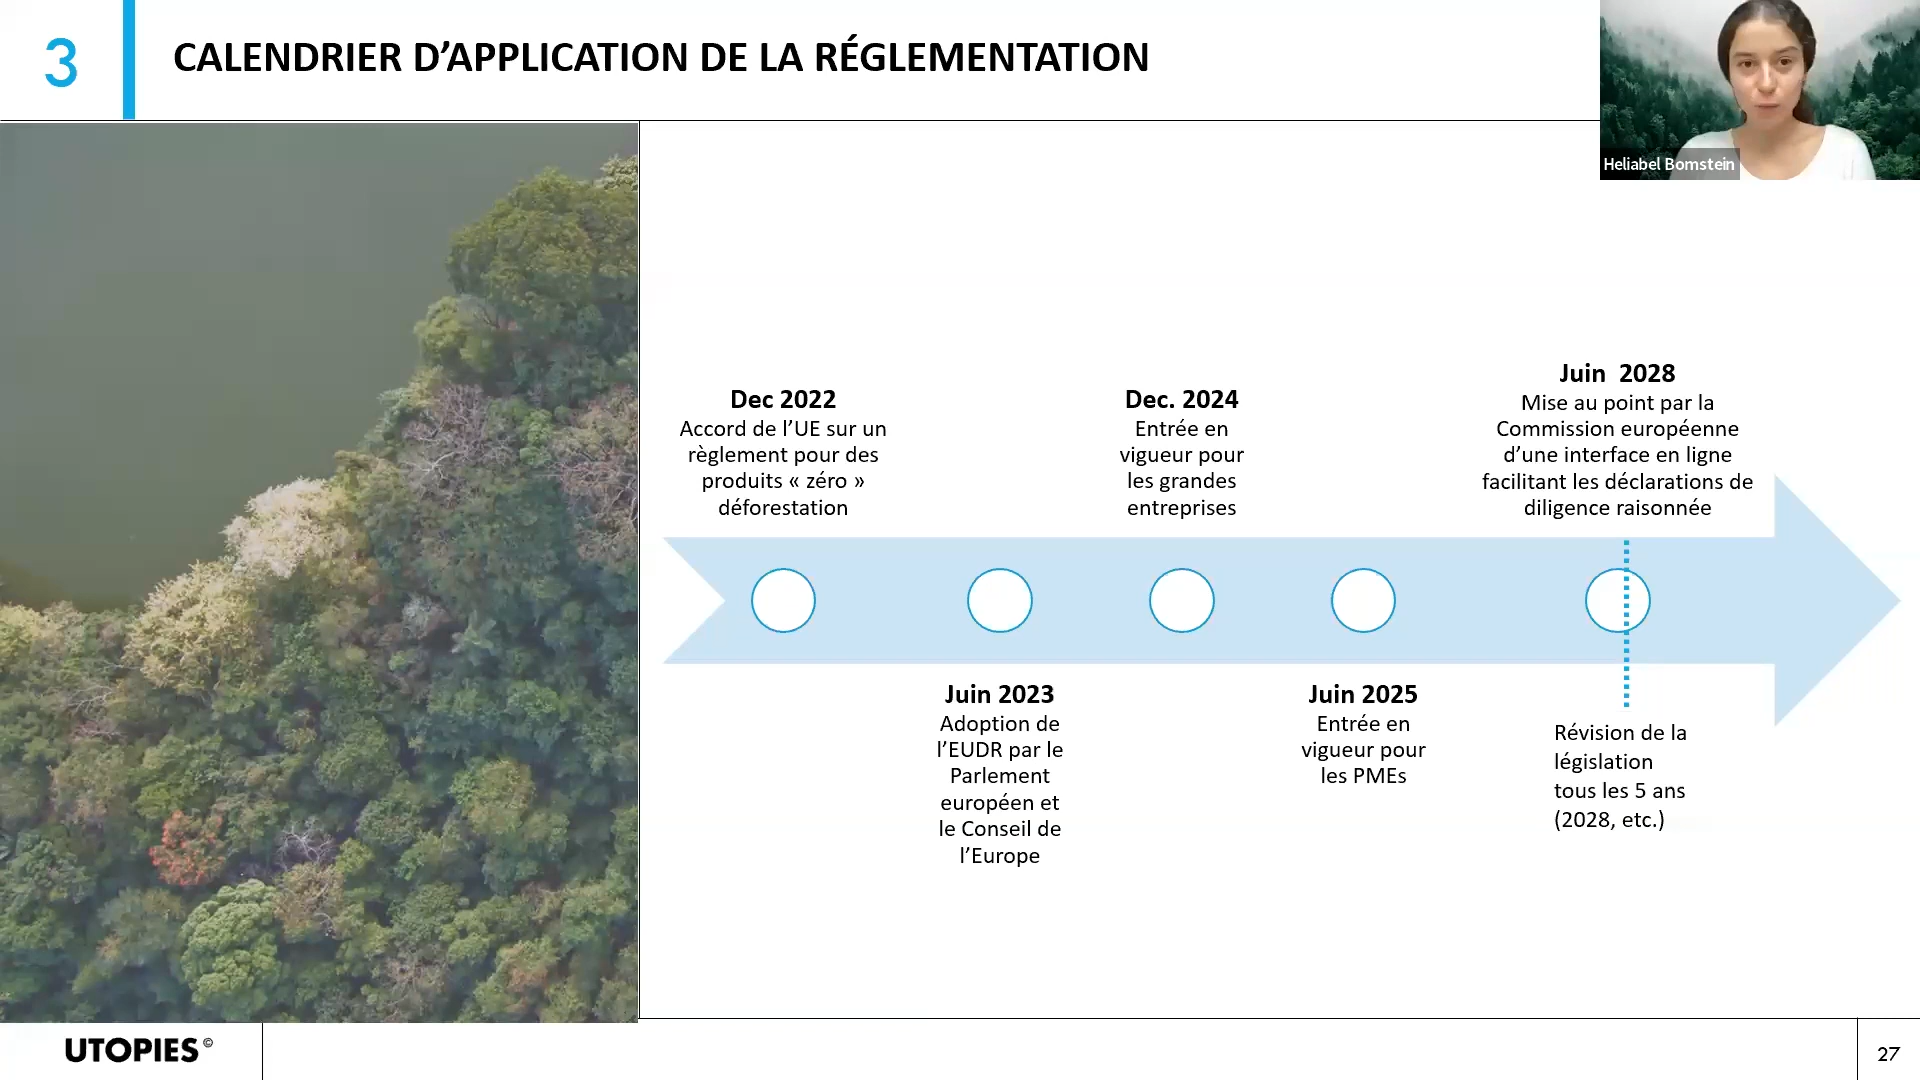 3
CALENDRIER D’APPLICATION DE LA RÉGLEMENTATION
Heliabel Bomstein
Dec 2022
Accord de l’UE sur un
règlement pour des
produits « zéro »
déforestation
Juin 2023
Adoption de
l’EUDR par le
Parlement
européen et
le Conseil de
l’Europe
Dec. 2024
Entrée en
vigueur pour
les grandes
entreprises
Juin 2025
Entrée en
vigueur pour
les PMEs
Juin 2028
Mise au point par la
Commission européenne
d’une interface en ligne
facilitant les déclarations de
diligence raisonnée
Révision de la
législation
tous les 5 ans
(2028, etc.)
UTOPIES©
27